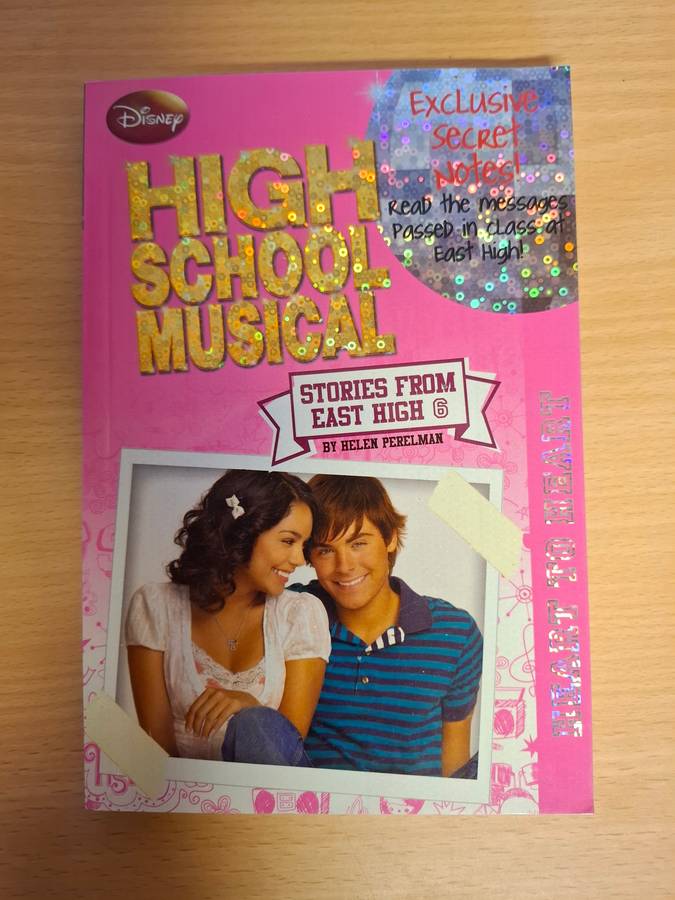 Disney
HIGH
SCHOOL
MUSICAL
Exclusive
Secret
Notes!
Read the messages
Passed in class at
East High!
STORIES FROM
EAST HIGH 6
BY HELEN PERELMAN
HEART TO HEART